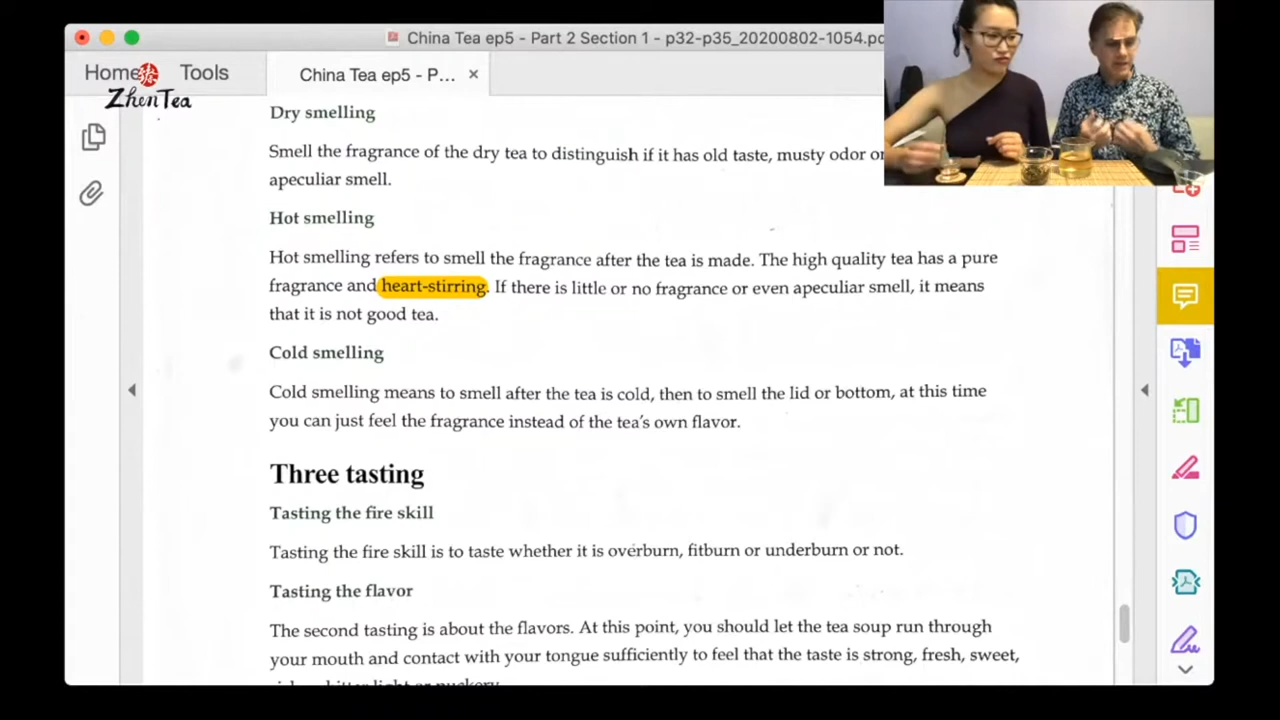 China Tea ep5 - Part 2 Section 1 - p32-p35_20200802-1054.pd
Home Tools China Tea ep5 - P... ×
ZhenTea
Dry smelling
Smell the fragrance of the dry tea to distinguish if it has old taste, musty odor or
apeculiar smell.
Hot smelling
Hot smelling refers to smell the fragrance after the tea is made. The high quality tea has a pure
fragrance and heart-stirring. If there is little or no fragrance or even apeculiar smell, it means
that it is not good tea.
Cold smelling
Cold smelling means to smell after the tea is cold, then to smell the lid or bottom, at this time
you can just feel the fragrance instead of the tea's own flavor.
Three tasting
Tasting the fire skill
Tasting the fire skill is to taste whether it is overburn, fitburn or underburn or not.
Tasting the flavor
The second tasting is about the flavors. At this point, you should let the tea soup run through
your mouth and contact with your tongue sufficiently to feel that the taste is strong, fresh, sweet,